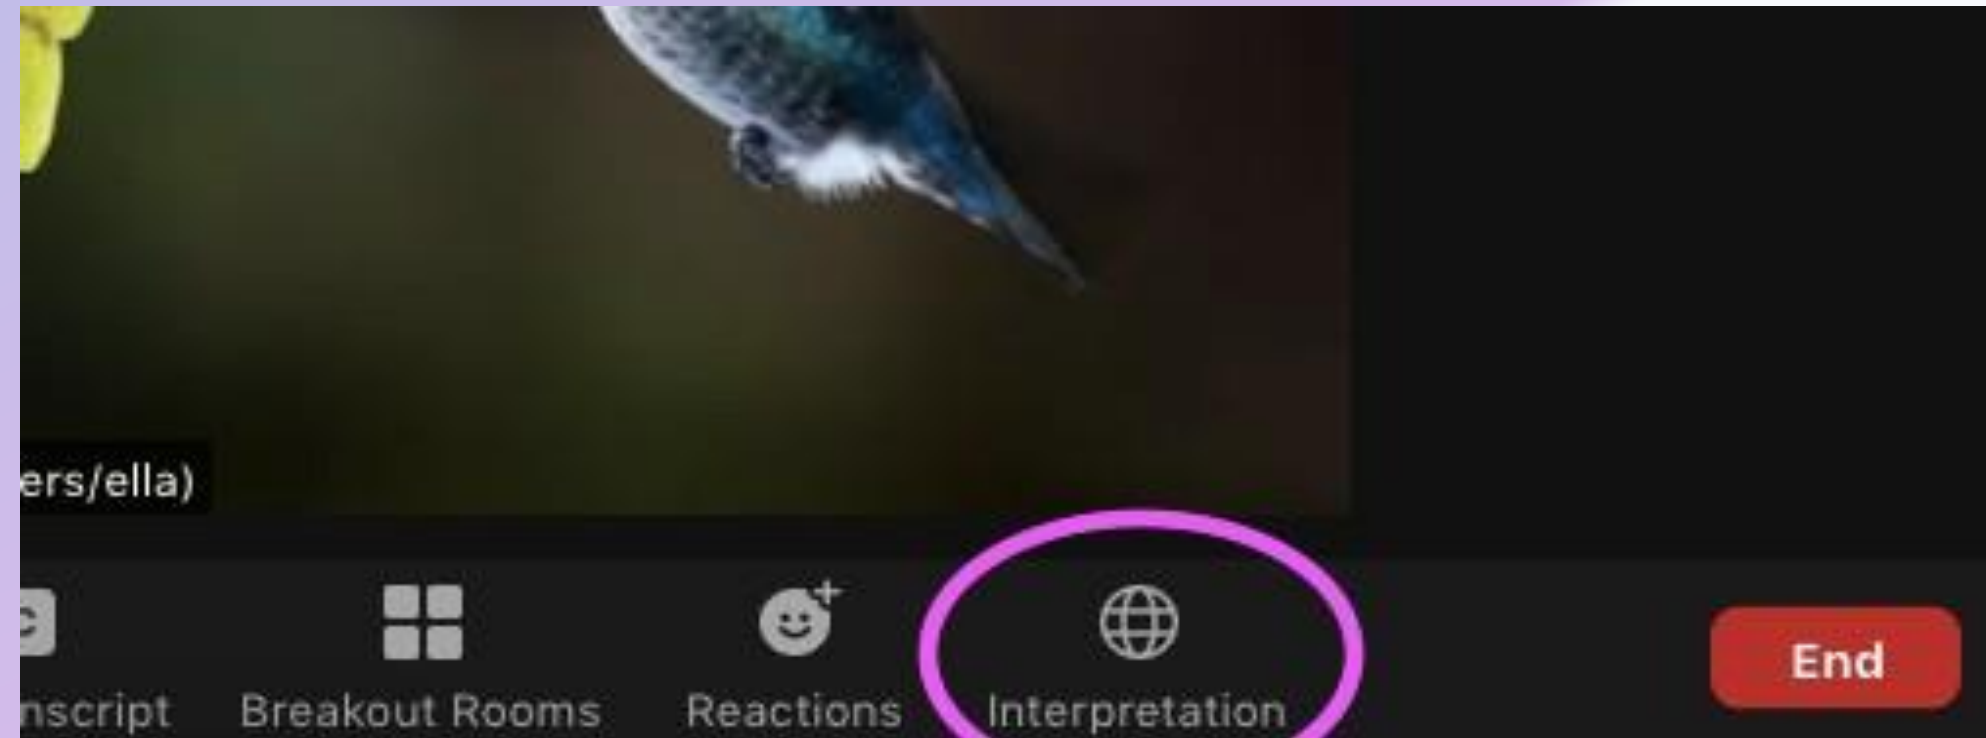 ers/ella)
nscript
Breakout Rooms
Reactions
Interpretation
End